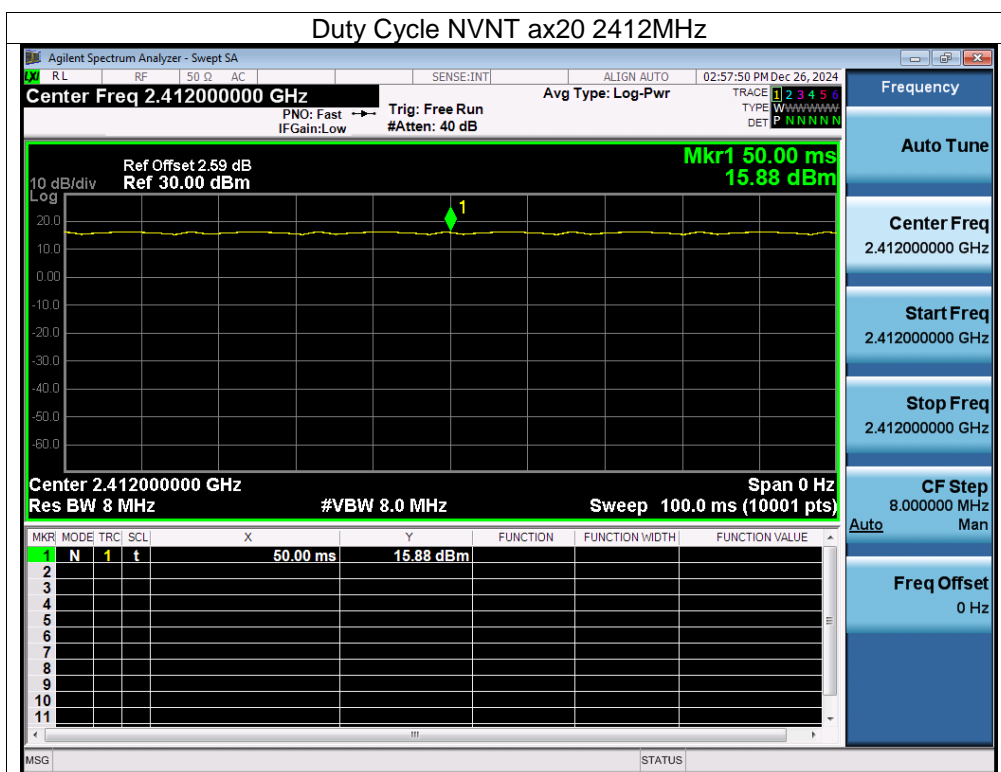 Duty Cycle NVNT ax20 2412MHz
Agilent Spectrum Analyzer - Swept SA
LXI RL RF 50 Ω AC SENSE:INT ALIGN AUTO 02:57:50 PM Dec 26, 2024
Center Freq 2.412000000 GHz Avg Type: Log-Pwr TRACE 1 2 3 4 5 6
PNO: Fast Trig: Free Run TYPE WWWWWW
IFGain:Low #Atten: 40 dB DET P N N N N N
Frequency
Mkr1 50.00 ms
Ref Offset 2.59 dB
10 dB/div Ref 30.00 dBm 15.88 dBm
Log
1
20.0
10.0
0.00
-10.0
-20.0
-30.0
-40.0
-50.0
-60.0
Center 2.412000000 GHz Span 0 Hz
Res BW 8 MHz #VBW 8.0 MHz Sweep 100.0 ms (10001 pts)
MKR MODE TRC SCL X Y FUNCTION FUNCTION WIDTH FUNCTION VALUE
1 N 1 t 50.00 ms 15.88 dBm
2
3
4
5
6
7
8
9
10
11
MSG STATUS
Auto Tune
Center Freq
2.412000000 GHz
Start Freq
2.412000000 GHz
Stop Freq
2.412000000 GHz
CF Step
8.000000 MHz
Auto Man
Freq Offset
0 Hz